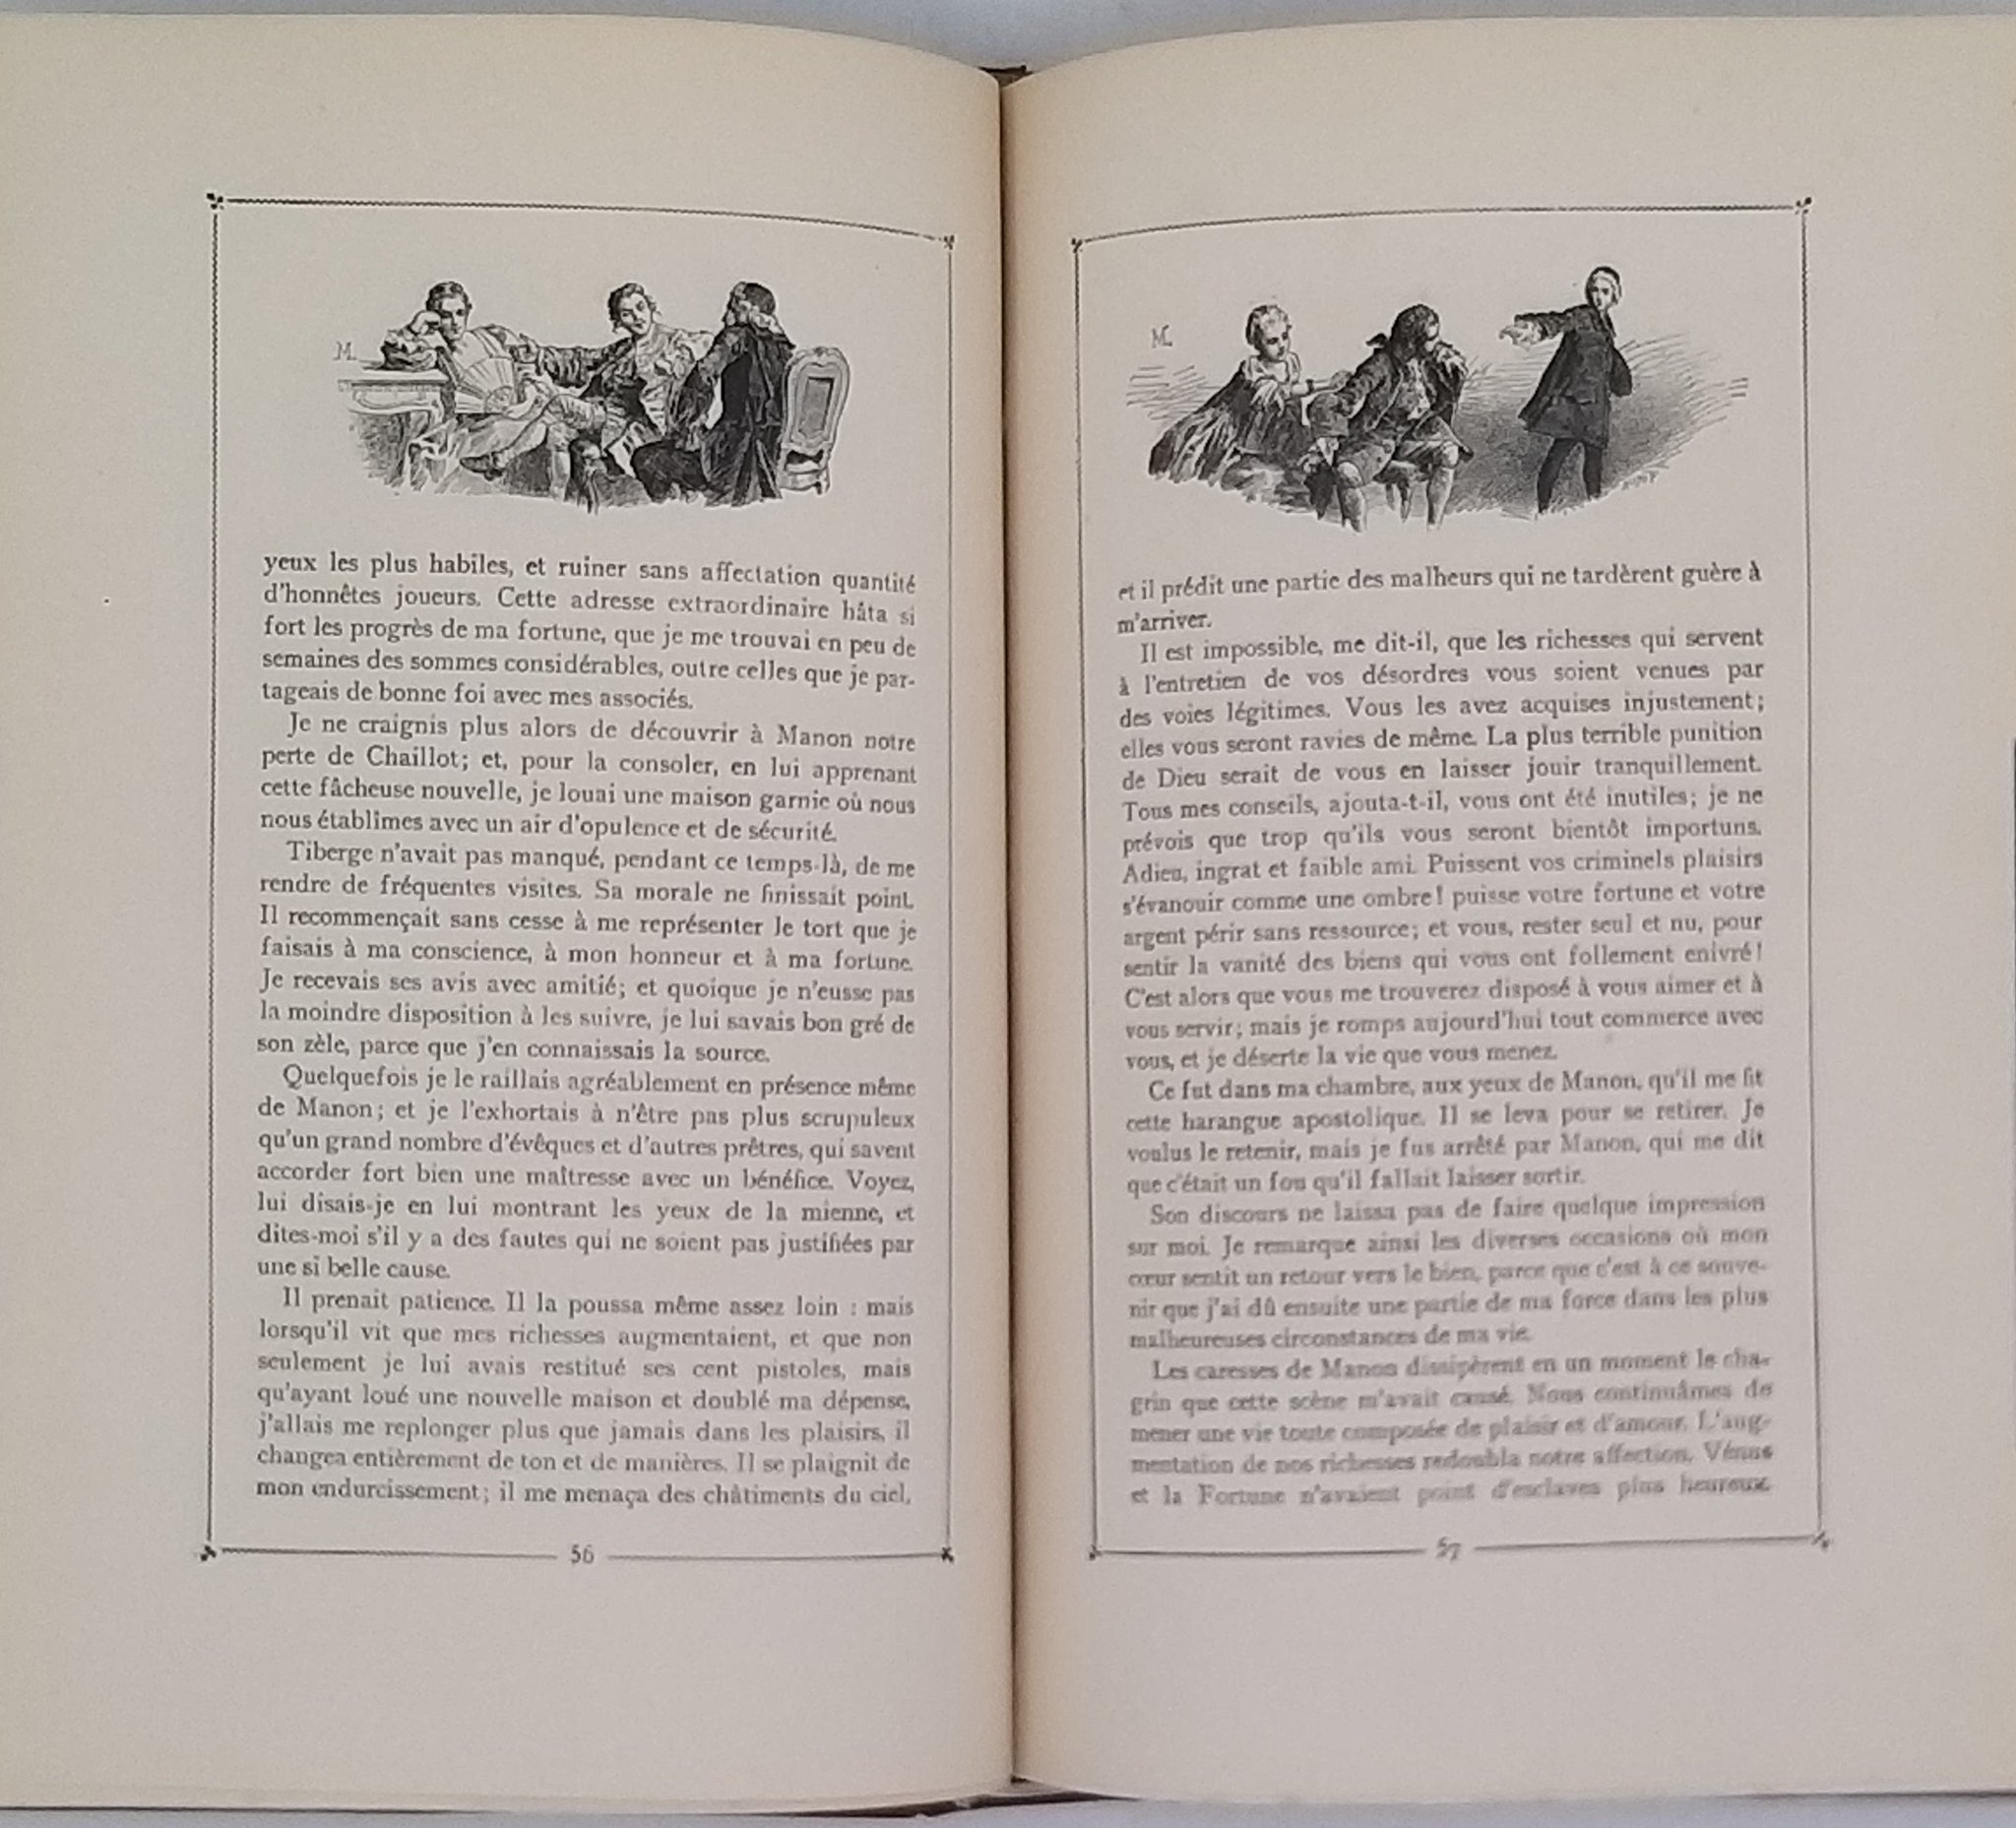 M.
yeux les plus habiles, et ruiner sans affectation quantité
d'honnêtes joueurs. Cette adresse extraordinaire hâta si
fort les progrès de ma fortune, que je me trouvai en peu de
semaines des sommes considérables, outre celles que je par-
tageais de bonne foi avec mes associés.
Je ne craignis plus alors de découvrir à Manon notre
perte de Chaillot; et, pour la consoler, en lui apprenant
cette fâcheuse nouvelle, je louai une maison garnie où nous
nous établîmes avec un air d'opulence et de sécurité.
Tiberge n'avait pas manqué, pendant ce temps-là, de me
rendre de fréquentes visites. Sa morale ne finissait point.
Il recommençait sans cesse à me représenter le tort que je
faisais à ma conscience, à mon honneur et à ma fortune.
Je recevais ses avis avec amitié; et quoique je n'eusse pas
la moindre disposition à les suivre, je lui savais bon gré de
son zèle, parce que j'en connaissais la source.
Quelquefois je le raillais agréablement en présence même
de Manon; et je l'exhortais à n'être pas plus scrupuleux
qu'un grand nombre d'évêques et d'autres prêtres, qui savent
accorder fort bien une maîtresse avec un bénéfice. Voyez,
lui disais-je en lui montrant les yeux de la mienne, et
dites-moi s'il y a des fautes qui ne soient pas justifiées par
une si belle cause.
Il prenait patience. Il la poussa même assez loin : mais
lorsqu'il vit que mes richesses augmentaient, et que non
seulement je lui avais restitué ses cent pistoles, mais
qu'ayant loué une nouvelle maison et doublé ma dépense,
j'allais me replonger plus que jamais dans les plaisirs, il
changea entièrement de ton et de manières. Il se plaignit de
mon endurcissement; il me menaça des châtiments du ciel,
56
M.
et il prédit une partie des malheurs qui ne tardèrent guère à
m'arriver.
Il est impossible, me dit-il, que les richesses qui servent
à l'entretien de vos désordres vous soient venues par
des voies légitimes. Vous les avez acquises injustement;
elles vous seront ravies de même. La plus terrible punition
de Dieu serait de vous en laisser jouir tranquillement.
Tous mes conseils, ajouta-t-il, vous ont été inutiles; je ne
prévois que trop qu'ils vous seront bientôt importuns.
Adieu, ingrat et faible ami. Puissent vos criminels plaisirs
s'évanouir comme une ombre! puisse votre fortune et votre
argent périr sans ressource; et vous, rester seul et nu, pour
sentir la vanité des biens qui vous ont follement enivré!
C'est alors que vous me trouverez disposé à vous aimer et à
vous servir; mais je romps aujourd'hui tout commerce avec
vous, et je déserte la vie que vous menez.
Ce fut dans ma chambre, aux yeux de Manon, qu'il me fit
cette harangue apostolique. Il se leva pour se retirer. Je
voulus le retenir, mais je fus arrêté par Manon, qui me dit
que c'était un fou qu'il fallait laisser sortir.
Son discours ne laissa pas de faire quelque impression
sur moi. Je remarque ainsi les diverses occasions où mon
cœur sentit un retour vers le bien, parce que c'est à ce souve-
nir que j'ai dû ensuite une partie de ma force dans les plus
malheureuses circonstances de ma vie.
Les caresses de Manon dissipèrent en un moment le cha-
grin que cette scène m'avait causé. Nous continuâmes de
mener une vie toute composée de plaisir et d'amour. L'aug-
mentation de nos richesses redoubla notre affection. Vénus
et la Fortune n'avaient point d'esclaves plus heureux
57